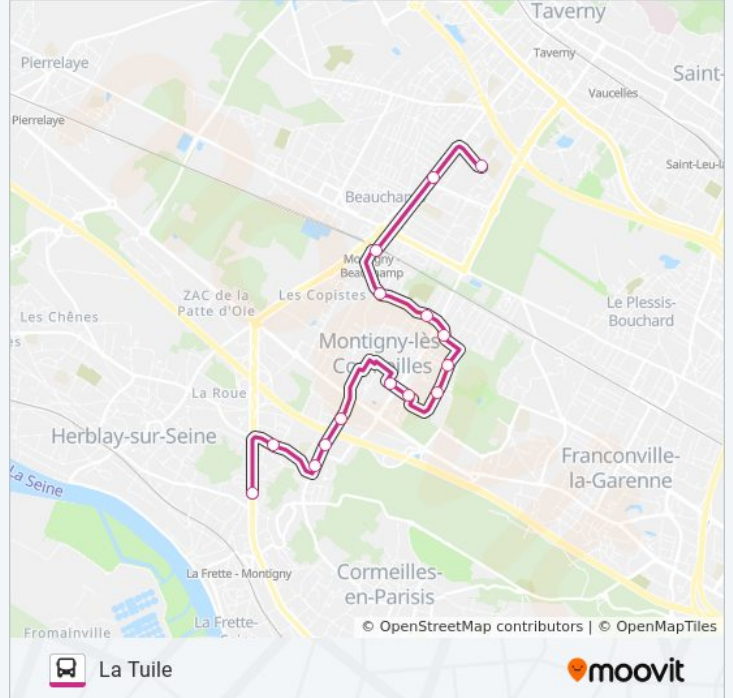 Taverny
Pierrelaye
Taverny
Saint-
Vaucelles
Pierrelaye
Saint-Leu-la
Beauchamp
Montigny -
Beauchamp
ZAC de la
Patte d'Oie
Les Copistes
Le Plessis-
Bouchard
Les Chênes
es
Montigny-lès
Cormeilles
La Roue
Herblay-sur-Seine
Franconville-
la-Garenne
La Seine
La Frette - Montigny
Cormeilles-
en-Parisis
La Frette-
Fromainville
© OpenStreetMap contributors | © OpenMapTiles
La Tuile
moovit